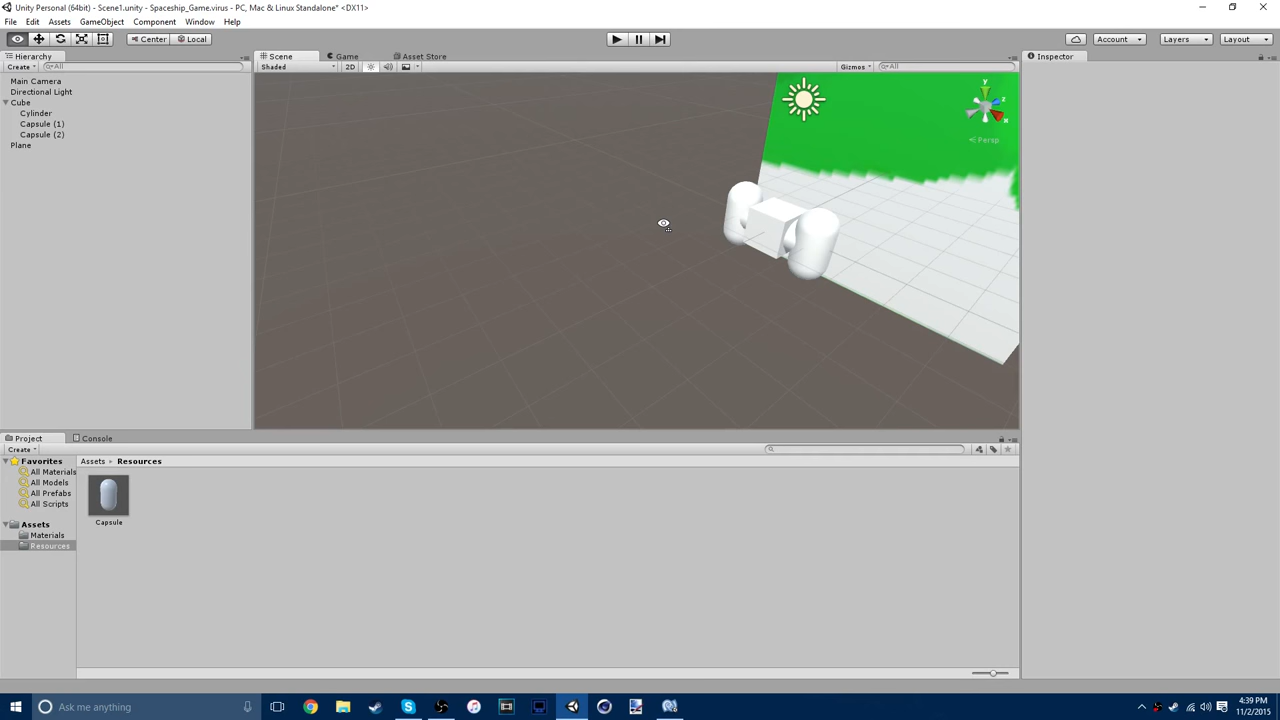 Unity Personal (64bit) - Scene1.unity - Spaceship_Game.virus - PC, Mac & Linux Standalone* <DX11>
File Edit Assets GameObject Component Window Help
Center Local Account Layers Layout
Hierarchy Scene Game Asset Store Inspector
Create All Shaded 2D Gizmos All
Main Camera
Directional Light
Cube
Cylinder
Capsule (1)
Capsule (2)
Plane
y
z
x
Persp
Project Console
Create
Favorites
All Materials
All Models
All Prefabs
All Scripts
Assets
Materials
Resources
Assets Resources
Capsule
Ask me anything
4:39 PM
11/2/2015